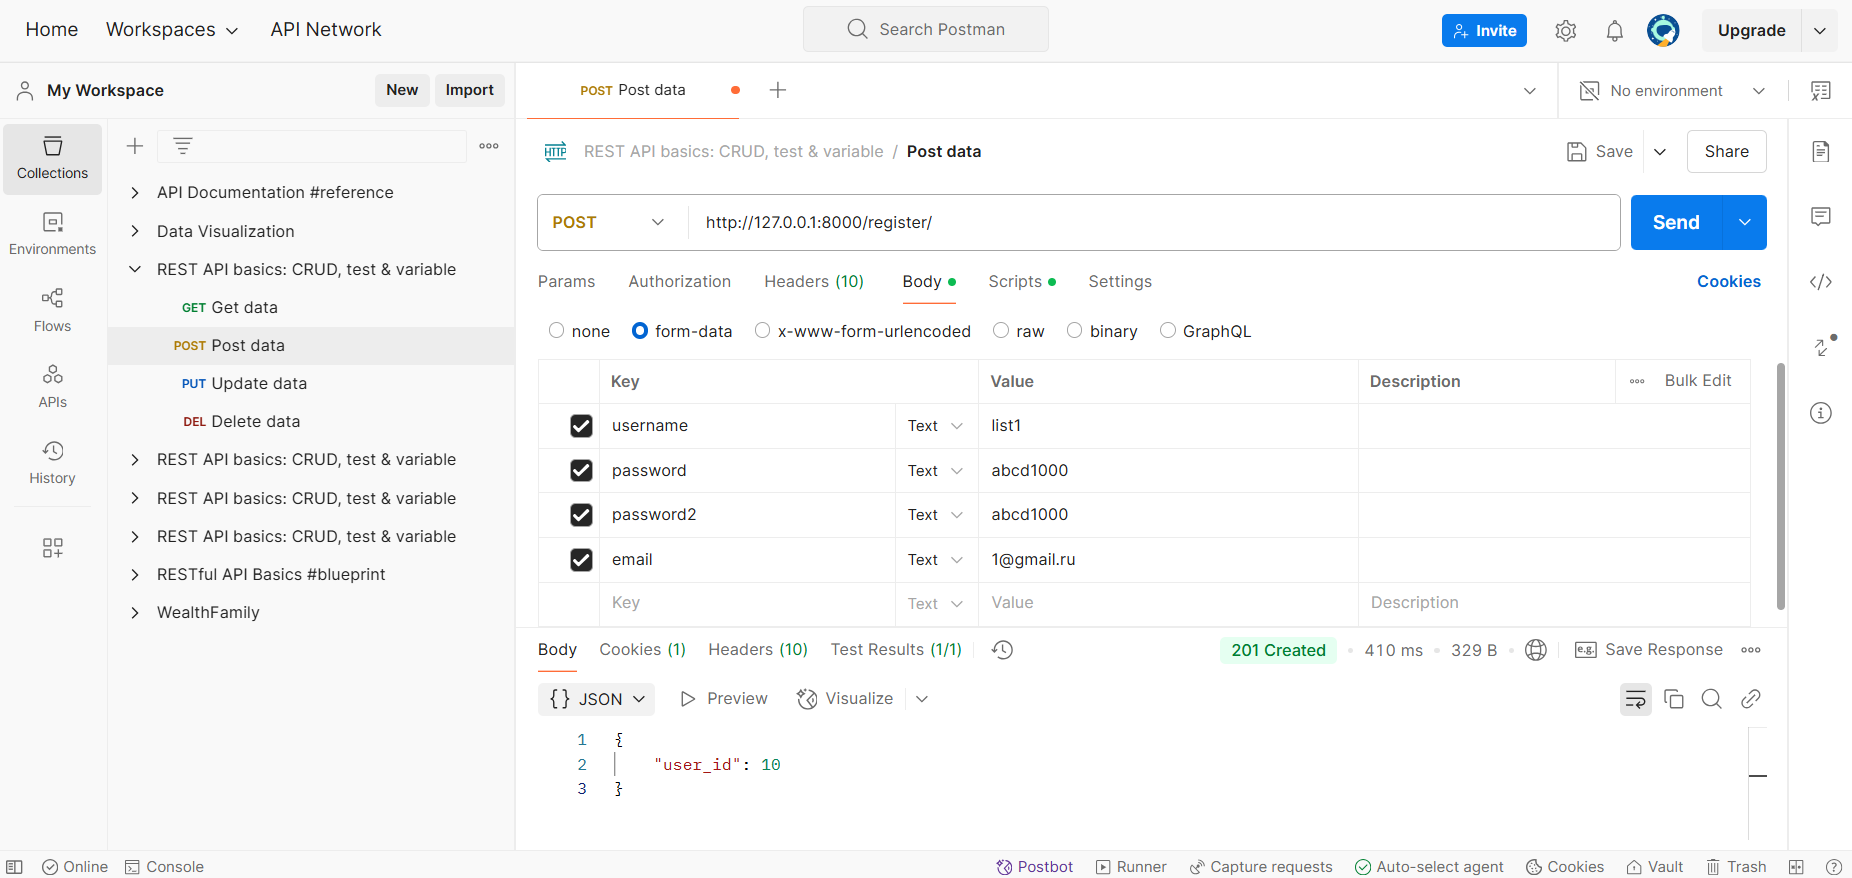 Home Workspaces API Network Search Postman Invite Upgrade
My Workspace New Import POST Post data No environment
Collections
Environments
Flows
APIs
History
API Documentation #reference
Data Visualization
REST API basics: CRUD, test & variable
GET Get data
POST Post data
PUT Update data
DEL Delete data
REST API basics: CRUD, test & variable
REST API basics: CRUD, test & variable
REST API basics: CRUD, test & variable
RESTful API Basics #blueprint
WealthFamily
HTTP REST API basics: CRUD, test & variable / Post data Save Share
POST http://127.0.0.1:8000/register/ Send
Params Authorization Headers (10) Body Scripts Settings Cookies
none form-data x-www-form-urlencoded raw binary GraphQL
Key Value Description Bulk Edit
username Text list1
password Text abcd1000
password2 Text abcd1000
email Text 1@gmail.ru
Key Text Value Description
Body Cookies (1) Headers (10) Test Results (1/1) 201 Created 410 ms 329 B e.g. Save Response
{} JSON Preview Visualize
1 {
2 "user_id": 10
3 }
Online Console Postbot Runner Capture requests Auto-select agent Cookies Vault Trash